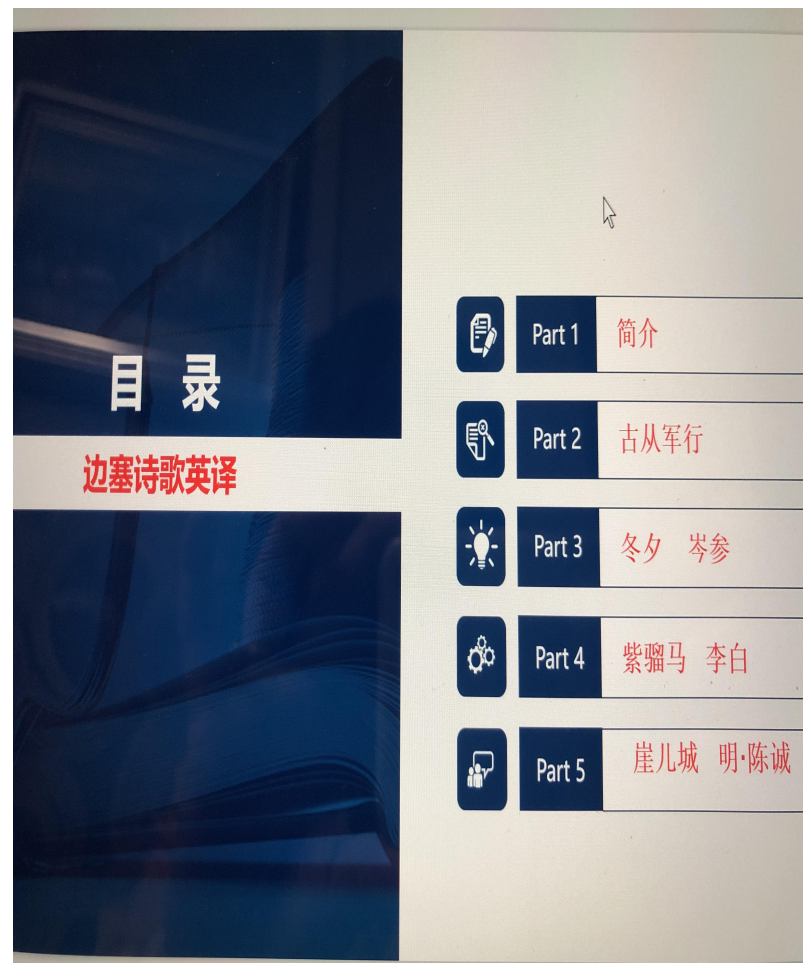 目 录
边塞诗歌英译
Part 1 简介
Part 2 古从军行
Part 3 冬夕 岑参
Part 4 紫骝马 李白
Part 5 崖儿城 明·陈诚